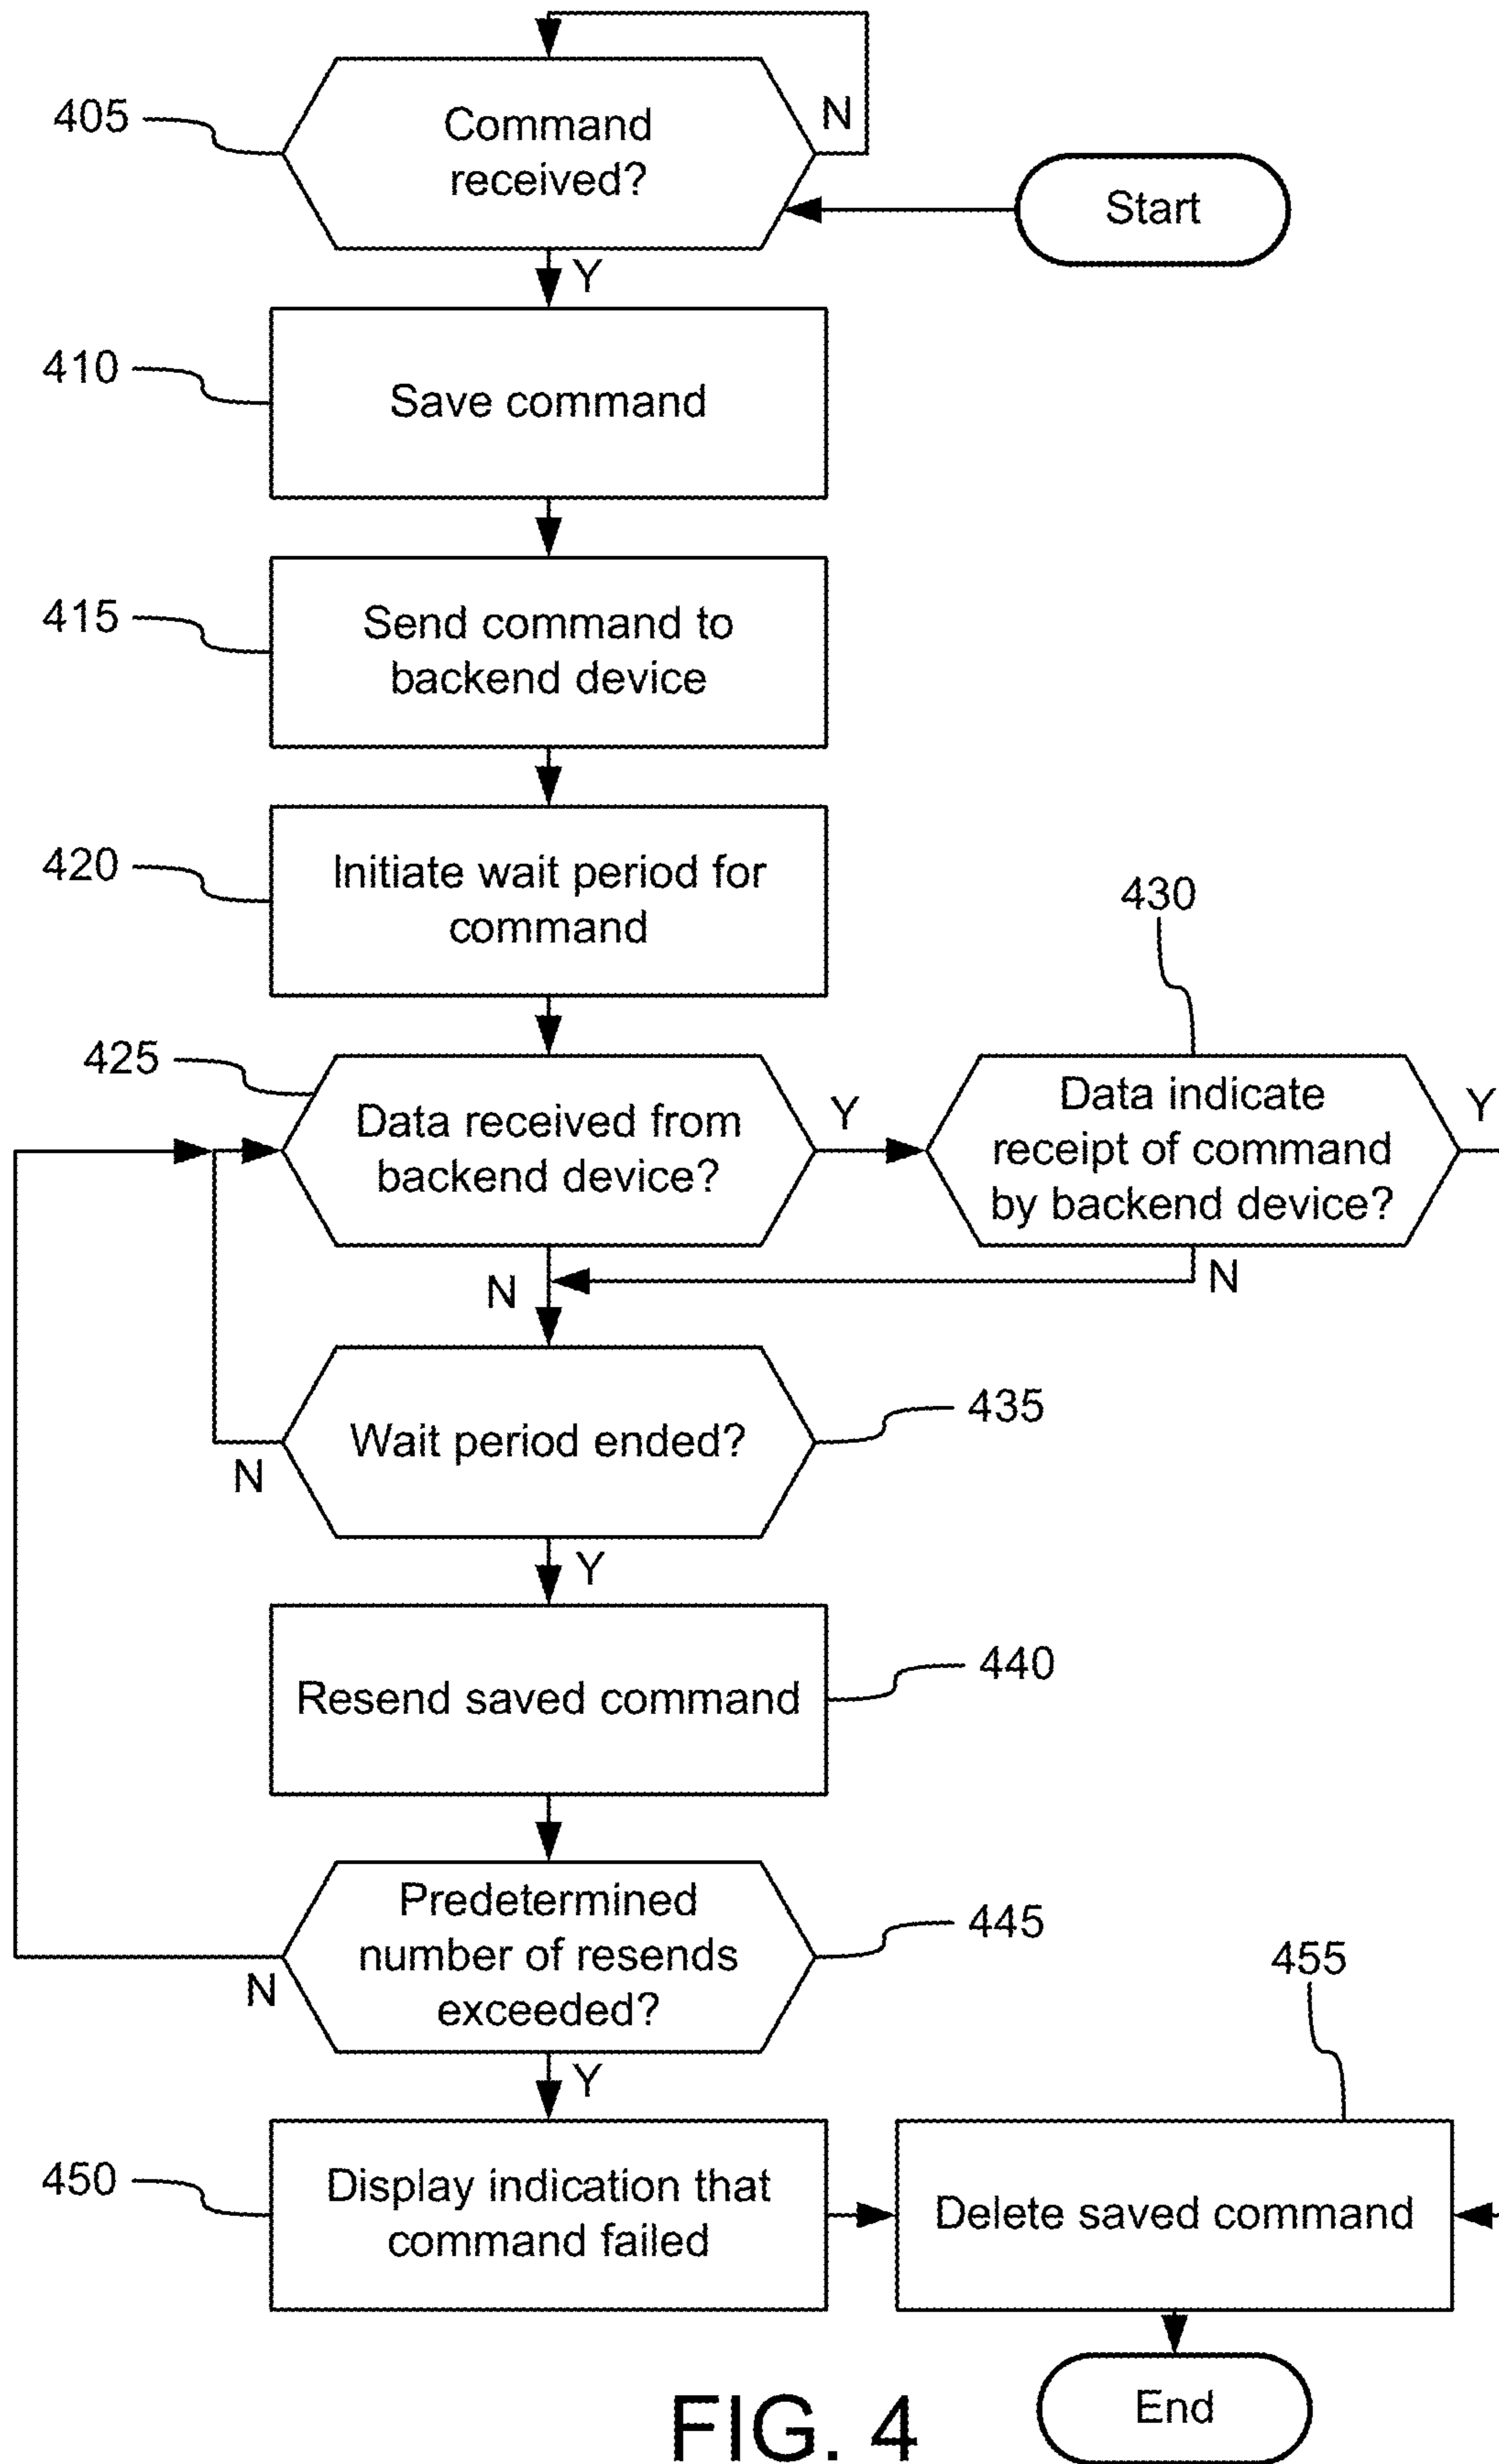 405
Command
received?
N
Start
Y
410
Save command
415
Send command to
backend device
420
Initiate wait period for
command
430
425
Data received from
backend device?
Y
Data indicate
receipt of command
by backend device?
Y
N
N
Wait period ended?
435
N
Y
Resend saved command
440
Predetermined
number of resends
exceeded?
445
N
455
Y
450
Display indication that
command failed
Delete saved command
End
FIG. 4